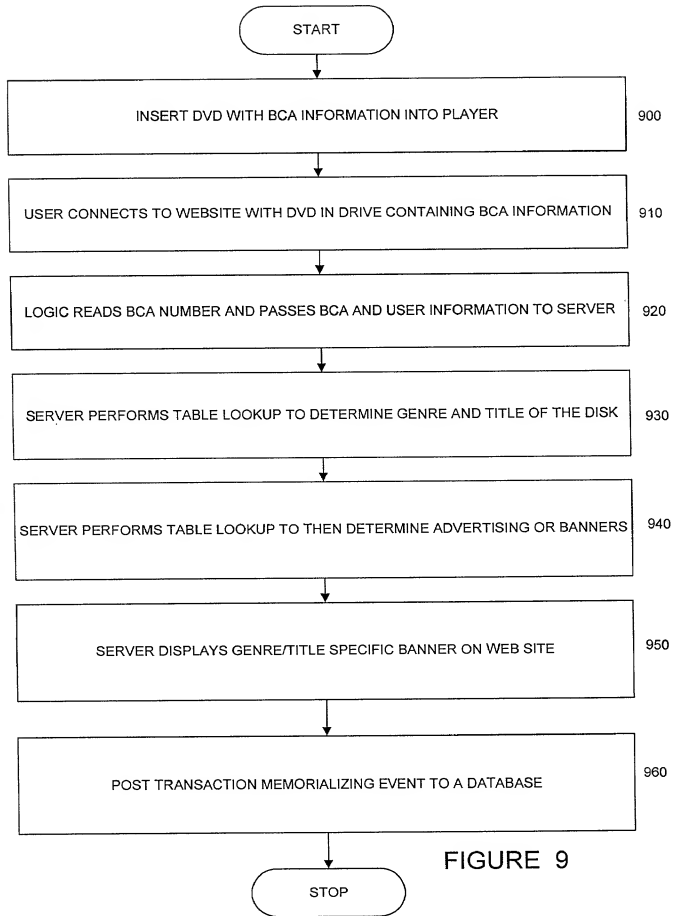 START
INSERT DVD WITH BCA INFORMATION INTO PLAYER
900
USER CONNECTS TO WEBSITE WITH DVD IN DRIVE CONTAINING BCA INFORMATION
910
LOGIC READS BCA NUMBER AND PASSES BCA AND USER INFORMATION TO SERVER
920
SERVER PERFORMS TABLE LOOKUP TO DETERMINE GENRE AND TITLE OF THE DISK
930
SERVER PERFORMS TABLE LOOKUP TO THEN DETERMINE ADVERTISING OR BANNERS
940
SERVER DISPLAYS GENRE/TITLE SPECIFIC BANNER ON WEB SITE
950
POST TRANSACTION MEMORIALIZING EVENT TO A DATABASE
960
FIGURE 9
STOP